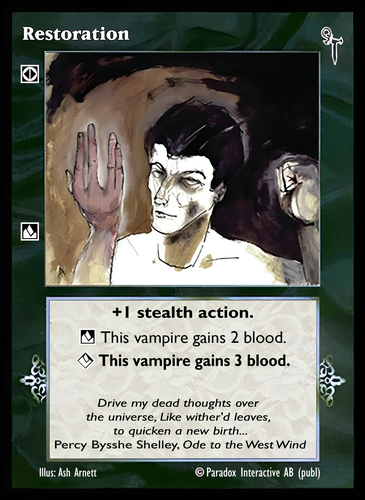 Restoration
+1 stealth action.
This vampire gains 2 blood.
This vampire gains 3 blood.
Drive my dead thoughts over
the universe, Like wither'd leaves,
to quicken a new birth...
Percy Bysshe Shelley, Ode to the West Wind
Illus: Ash Arnett
© Paradox Interactive AB (publ)